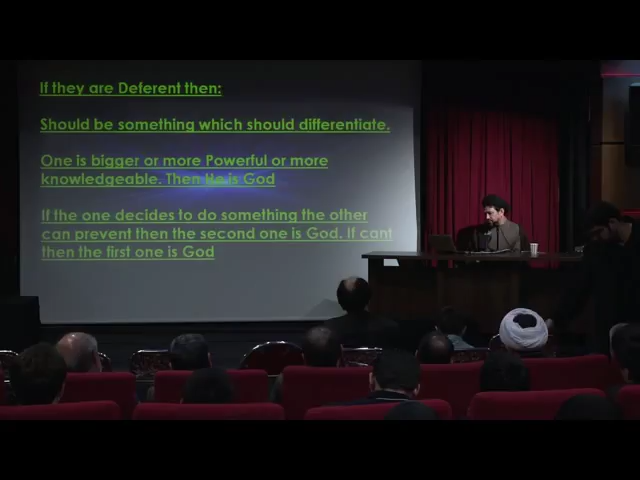 If they are Deferent then:
Should be something which should differentiate.
One is bigger or more Powerful or more
knowledgeable. Then He is God
If the one decides to do something the other
can prevent then the second one is God. If cant
then the first one is God